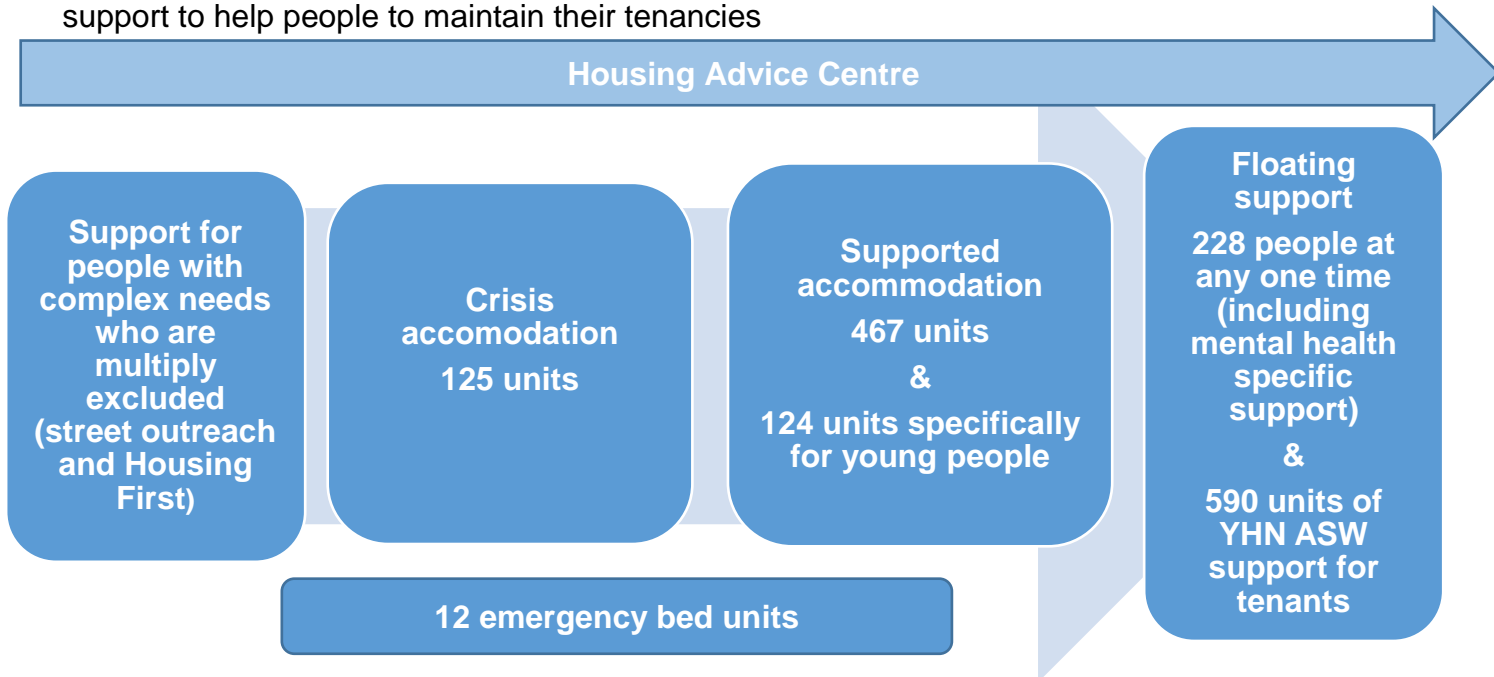 support to help people to maintain their tenancies
Housing Advice Centre
Support for
people with
complex needs
who are
multiply
excluded
(street outreach
and Housing
First)
Crisis
accomodation
125 units
Supported
accommodation
467 units
&
124 units specifically
for young people
Floating
support
228 people at
any one time
(including
mental health
specific
support)
&
590 units of
YHN ASW
support for
tenants
12 emergency bed units